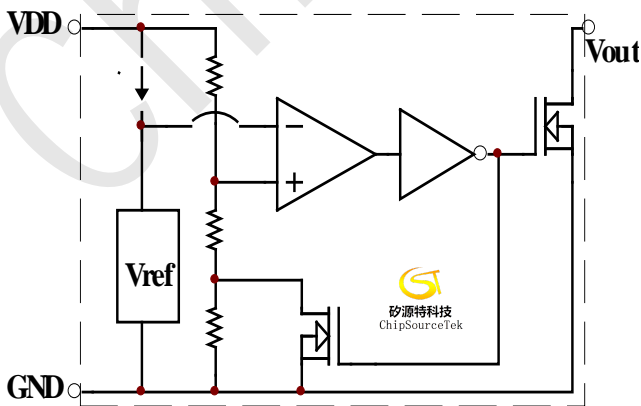 VDD
Vout
−
+
Vref
矽源特科技
ChipSourceTek
GND